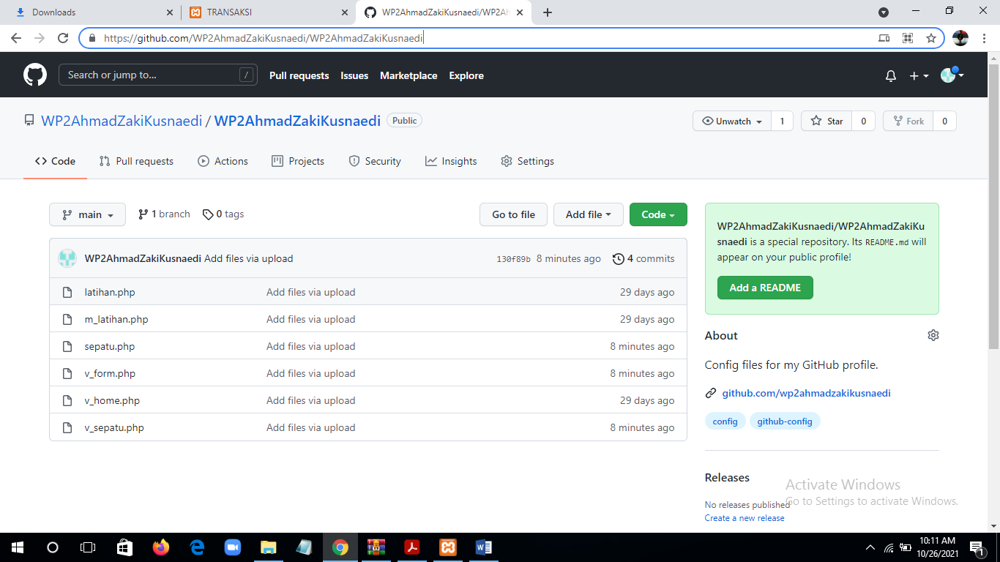 Downloads
TRANSAKSI
WP2AhmadZakiKusnaedi/WP2Ah
https://github.com/WP2AhmadZakiKusnaedi/WP2AhmadZakiKusnaedi
Search or jump to... /
Pull requests Issues Marketplace Explore
WP2AhmadZakiKusnaedi / WP2AhmadZakiKusnaedi Public
Unwatch 1 Star 0 Fork 0
Code Pull requests Actions Projects Security Insights Settings
main 1 branch 0 tags Go to file Add file Code
WP2AhmadZakiKusnaedi Add files via upload 130f89b 8 minutes ago 4 commits
latihan.php Add files via upload 29 days ago
m_latihan.php Add files via upload 29 days ago
sepatu.php Add files via upload 8 minutes ago
v_form.php Add files via upload 8 minutes ago
v_home.php Add files via upload 29 days ago
v_sepatu.php Add files via upload 8 minutes ago
WP2AhmadZakiKusnaedi/WP2AhmadZakiKu
snaedi is a special repository. Its README.md will
appear on your public profile!
Add a README
About
Config files for my GitHub profile.
github.com/wp2ahmadzakikusnaedi
config github-config
Releases
No releases published
Create a new release
Activate Windows
Go to Settings to activate Windows.
10:11 AM
10/26/2021
1